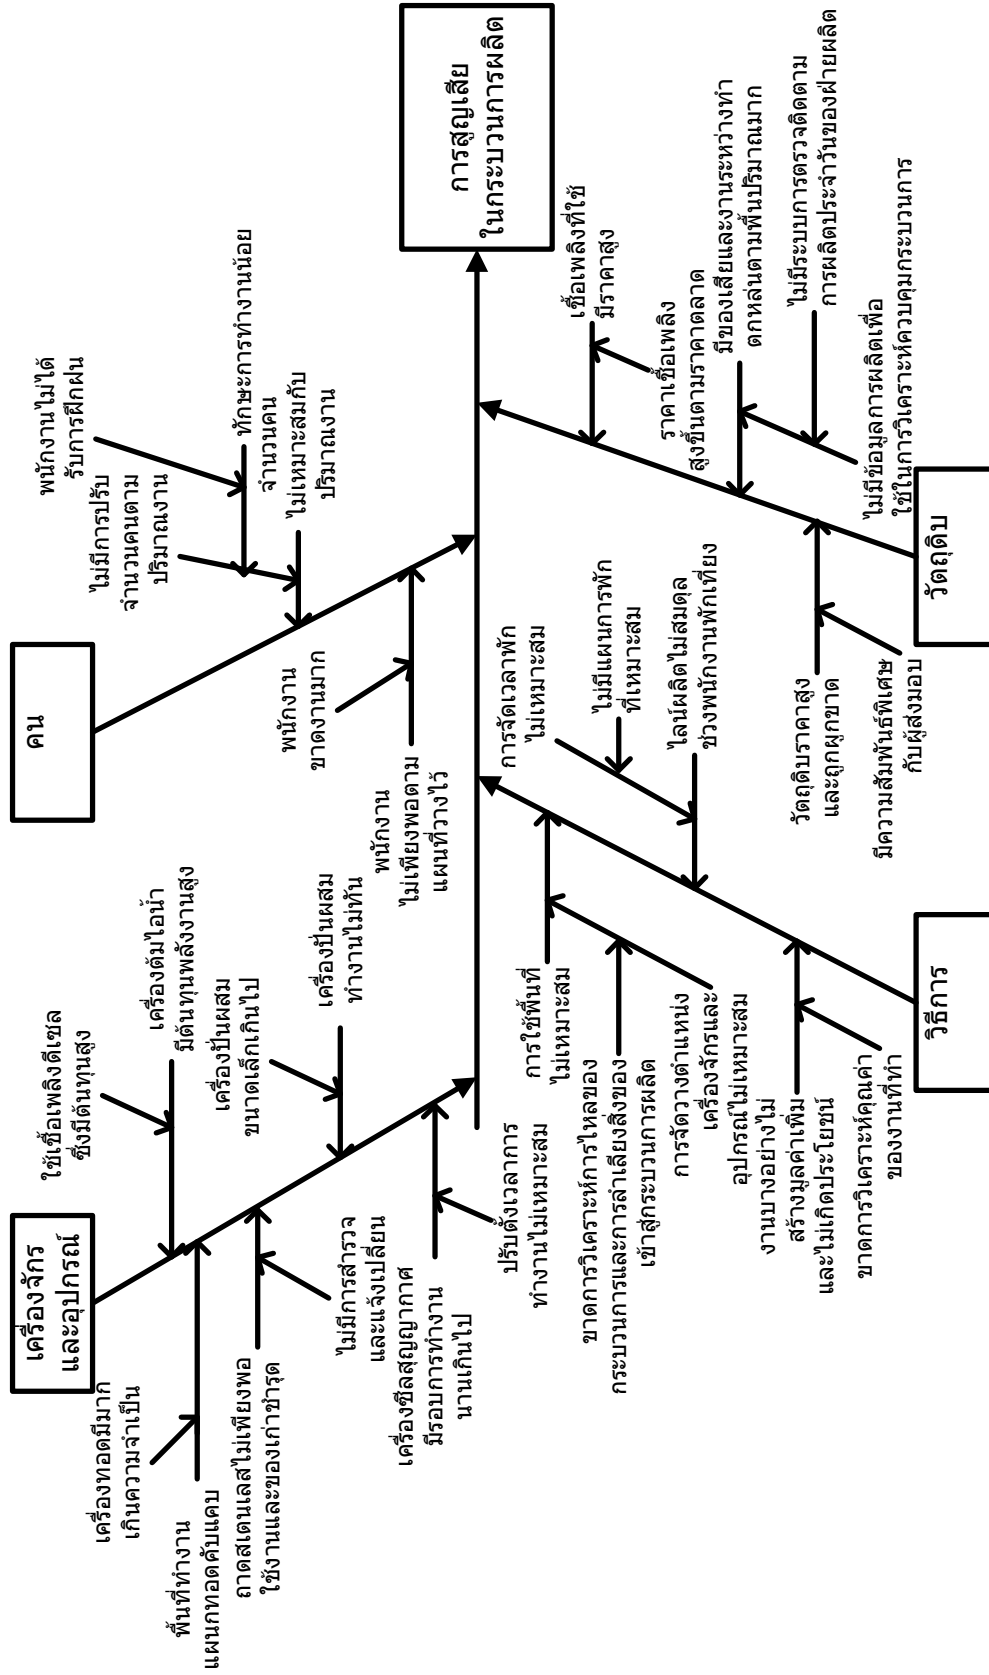 เครื่องจักร
และอุปกรณ์
คน
การสูญเสีย
ในกระบวนการผลิต
วิธีการ
วัตถุดิบ
ใช้เชื้อเพลิงดีเซล
ซึ่งมีต้นทุนสูง
เครื่องต้มไอน้ำ
มีต้นทุนพลังงานสูง
เครื่องปั่นผสม
ขนาดเล็กเกินไป
เครื่องปั่นผสม
ทำงานไม่ทัน
เครื่องทอดมีมาก
เกินความจำเป็น
พื้นที่ทำงาน
แผนกทอดคับแคบ
ถาดสเตนเลสไม่เพียงพอ
ใช้งานและของเก่าชำรุด
ไม่มีการสำรวจ
และแจ้งเปลี่ยน
เครื่องซีลสุญญากาศ
มีรอบการทำงาน
นานเกินไป
ปรับตั้งเวลาการ
ทำงานไม่เหมาะสม
พนักงานไม่ได้
รับการฝึกฝน
ทักษะการทำงานน้อย
ไม่มีการปรับ
จำนวนคนตาม
ปริมาณงาน
จำนวนคน
ไม่เหมาะสมกับ
ปริมาณงาน
พนักงาน
ขาดงานมาก
พนักงาน
ไม่เพียงพอตาม
แผนที่วางไว้
การจัดเวลาพัก
ไม่เหมาะสม
ไม่มีแผนการพัก
ที่เหมาะสม
ไลน์ผลิตไม่สมดุล
ช่วงพนักงานพักเที่ยง
การใช้พื้นที่
ไม่เหมาะสม
ขาดการวิเคราะห์การไหลของ
กระบวนการและการลำเลียงสิ่งของ
เข้าสู่กระบวนการผลิต
การจัดวางตำแหน่ง
เครื่องจักรและ
อุปกรณ์ไม่เหมาะสม
งานบางอย่างไม่
สร้างมูลค่าเพิ่ม
และไม่เกิดประโยชน์
ขาดการวิเคราะห์คุณค่า
ของงานที่ทำ
เชื้อเพลิงที่ใช้
มีราคาสูง
ราคาเชื้อเพลิง
สูงขึ้นตามราคาตลาด
มีของเสียและงานระหว่างทำ
ตกหล่นตามพื้นปริมาณมาก
ไม่มีระบบการตรวจติดตาม
การผลิตประจำวันของฝ่ายผลิต
ไม่มีข้อมูลการผลิตเพื่อ
ใช้ในการวิเคราะห์ควบคุมกระบวนการ
วัตถุดิบราคาสูง
และถูกผูกขาด
มีความสัมพันธ์พิเศษ
กับผู้ส่งมอบ